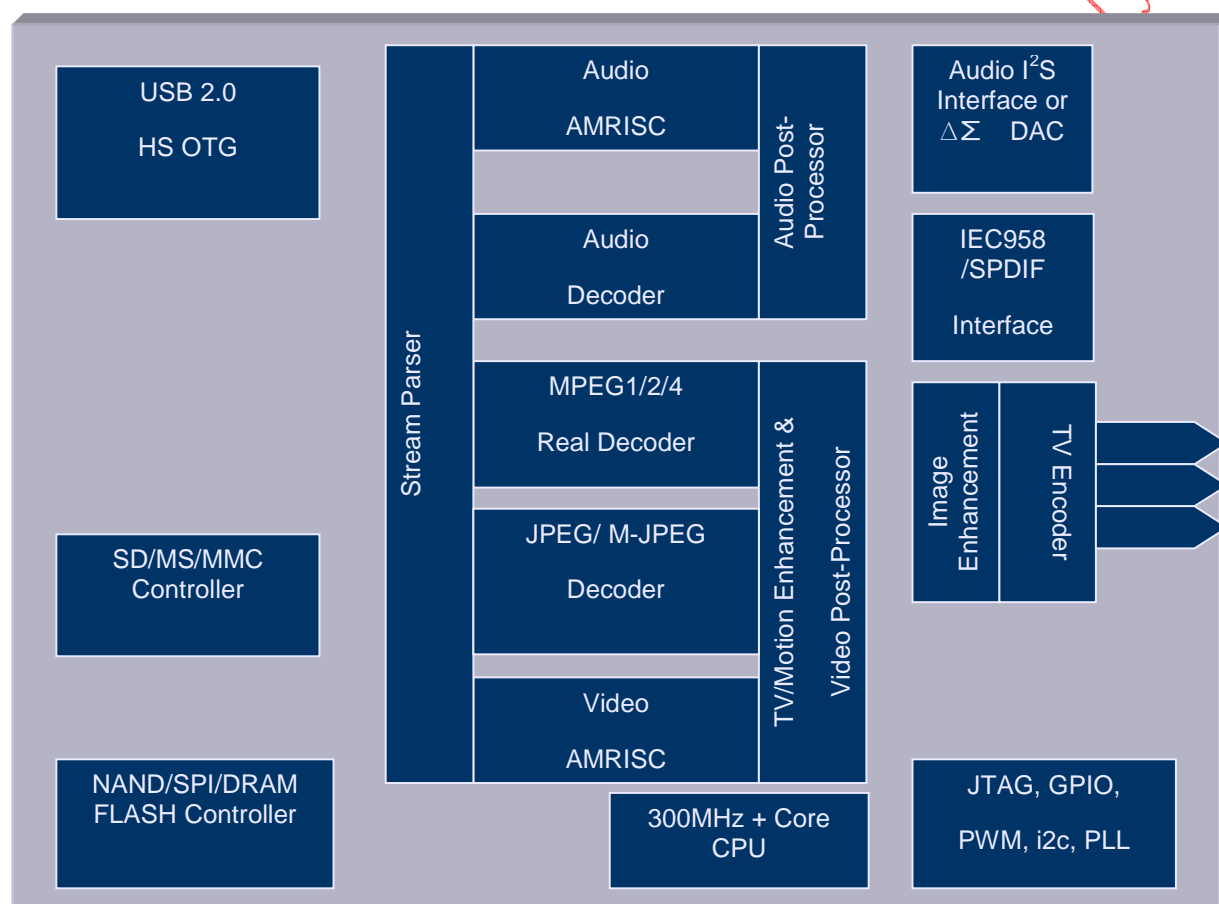 USB 2.0
HS OTG
SD/MS/MMC
Controller
NAND/SPI/DRAM
FLASH Controller
Stream Parser
Audio
AMRISC
Audio
Decoder
Audio Post-
Processor
MPEG1/2/4
Real Decoder
JPEG/ M-JPEG
Decoder
Video
AMRISC
TV/Motion Enhancement &
Video Post-Processor
300MHz + Core
CPU
Audio I²S
Interface or
ΔΣ DAC
IEC958
/SPDIF
Interface
Image
Enhancement
TV Encoder
JTAG, GPIO,
PWM, i2c, PLL